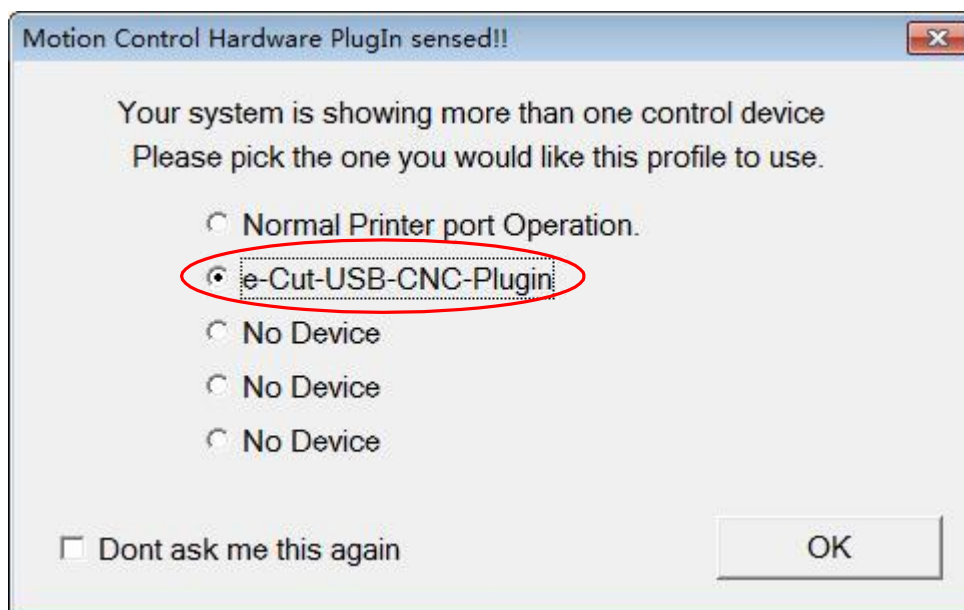 Motion Control Hardware PlugIn sensed!!
Your system is showing more than one control device
Please pick the one you would like this profile to use.
Normal Printer port Operation.
e-Cut-USB-CNC-Plugin
No Device
No Device
No Device
Dont ask me this again
OK